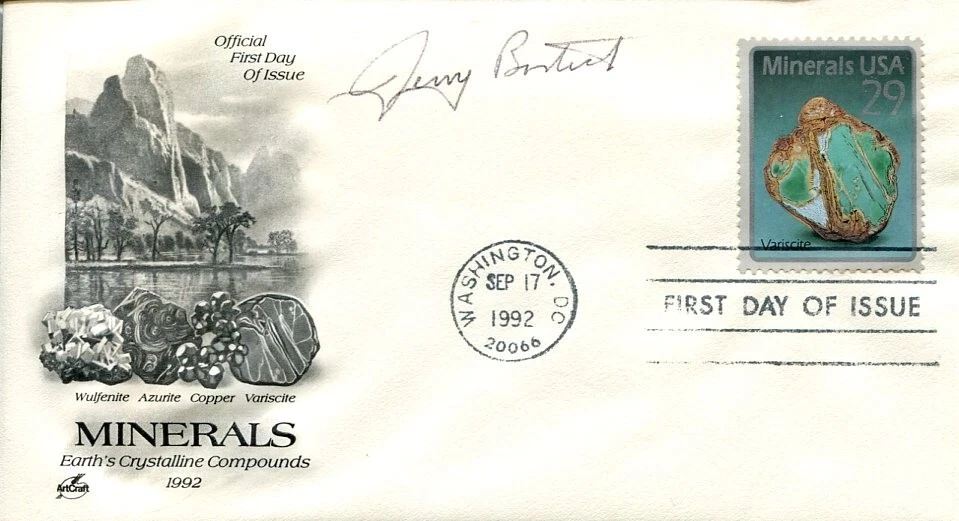 Official
First Day
Of Issue
Jerry
Minerals USA
29
Variscite
WASHINGTON, DC
SEP 17
1992
20066
FIRST DAY OF ISSUE
Wulfenite Azurite Copper Variscite
MINERALS
Earth's Crystalline Compounds
1992
ArtCraft